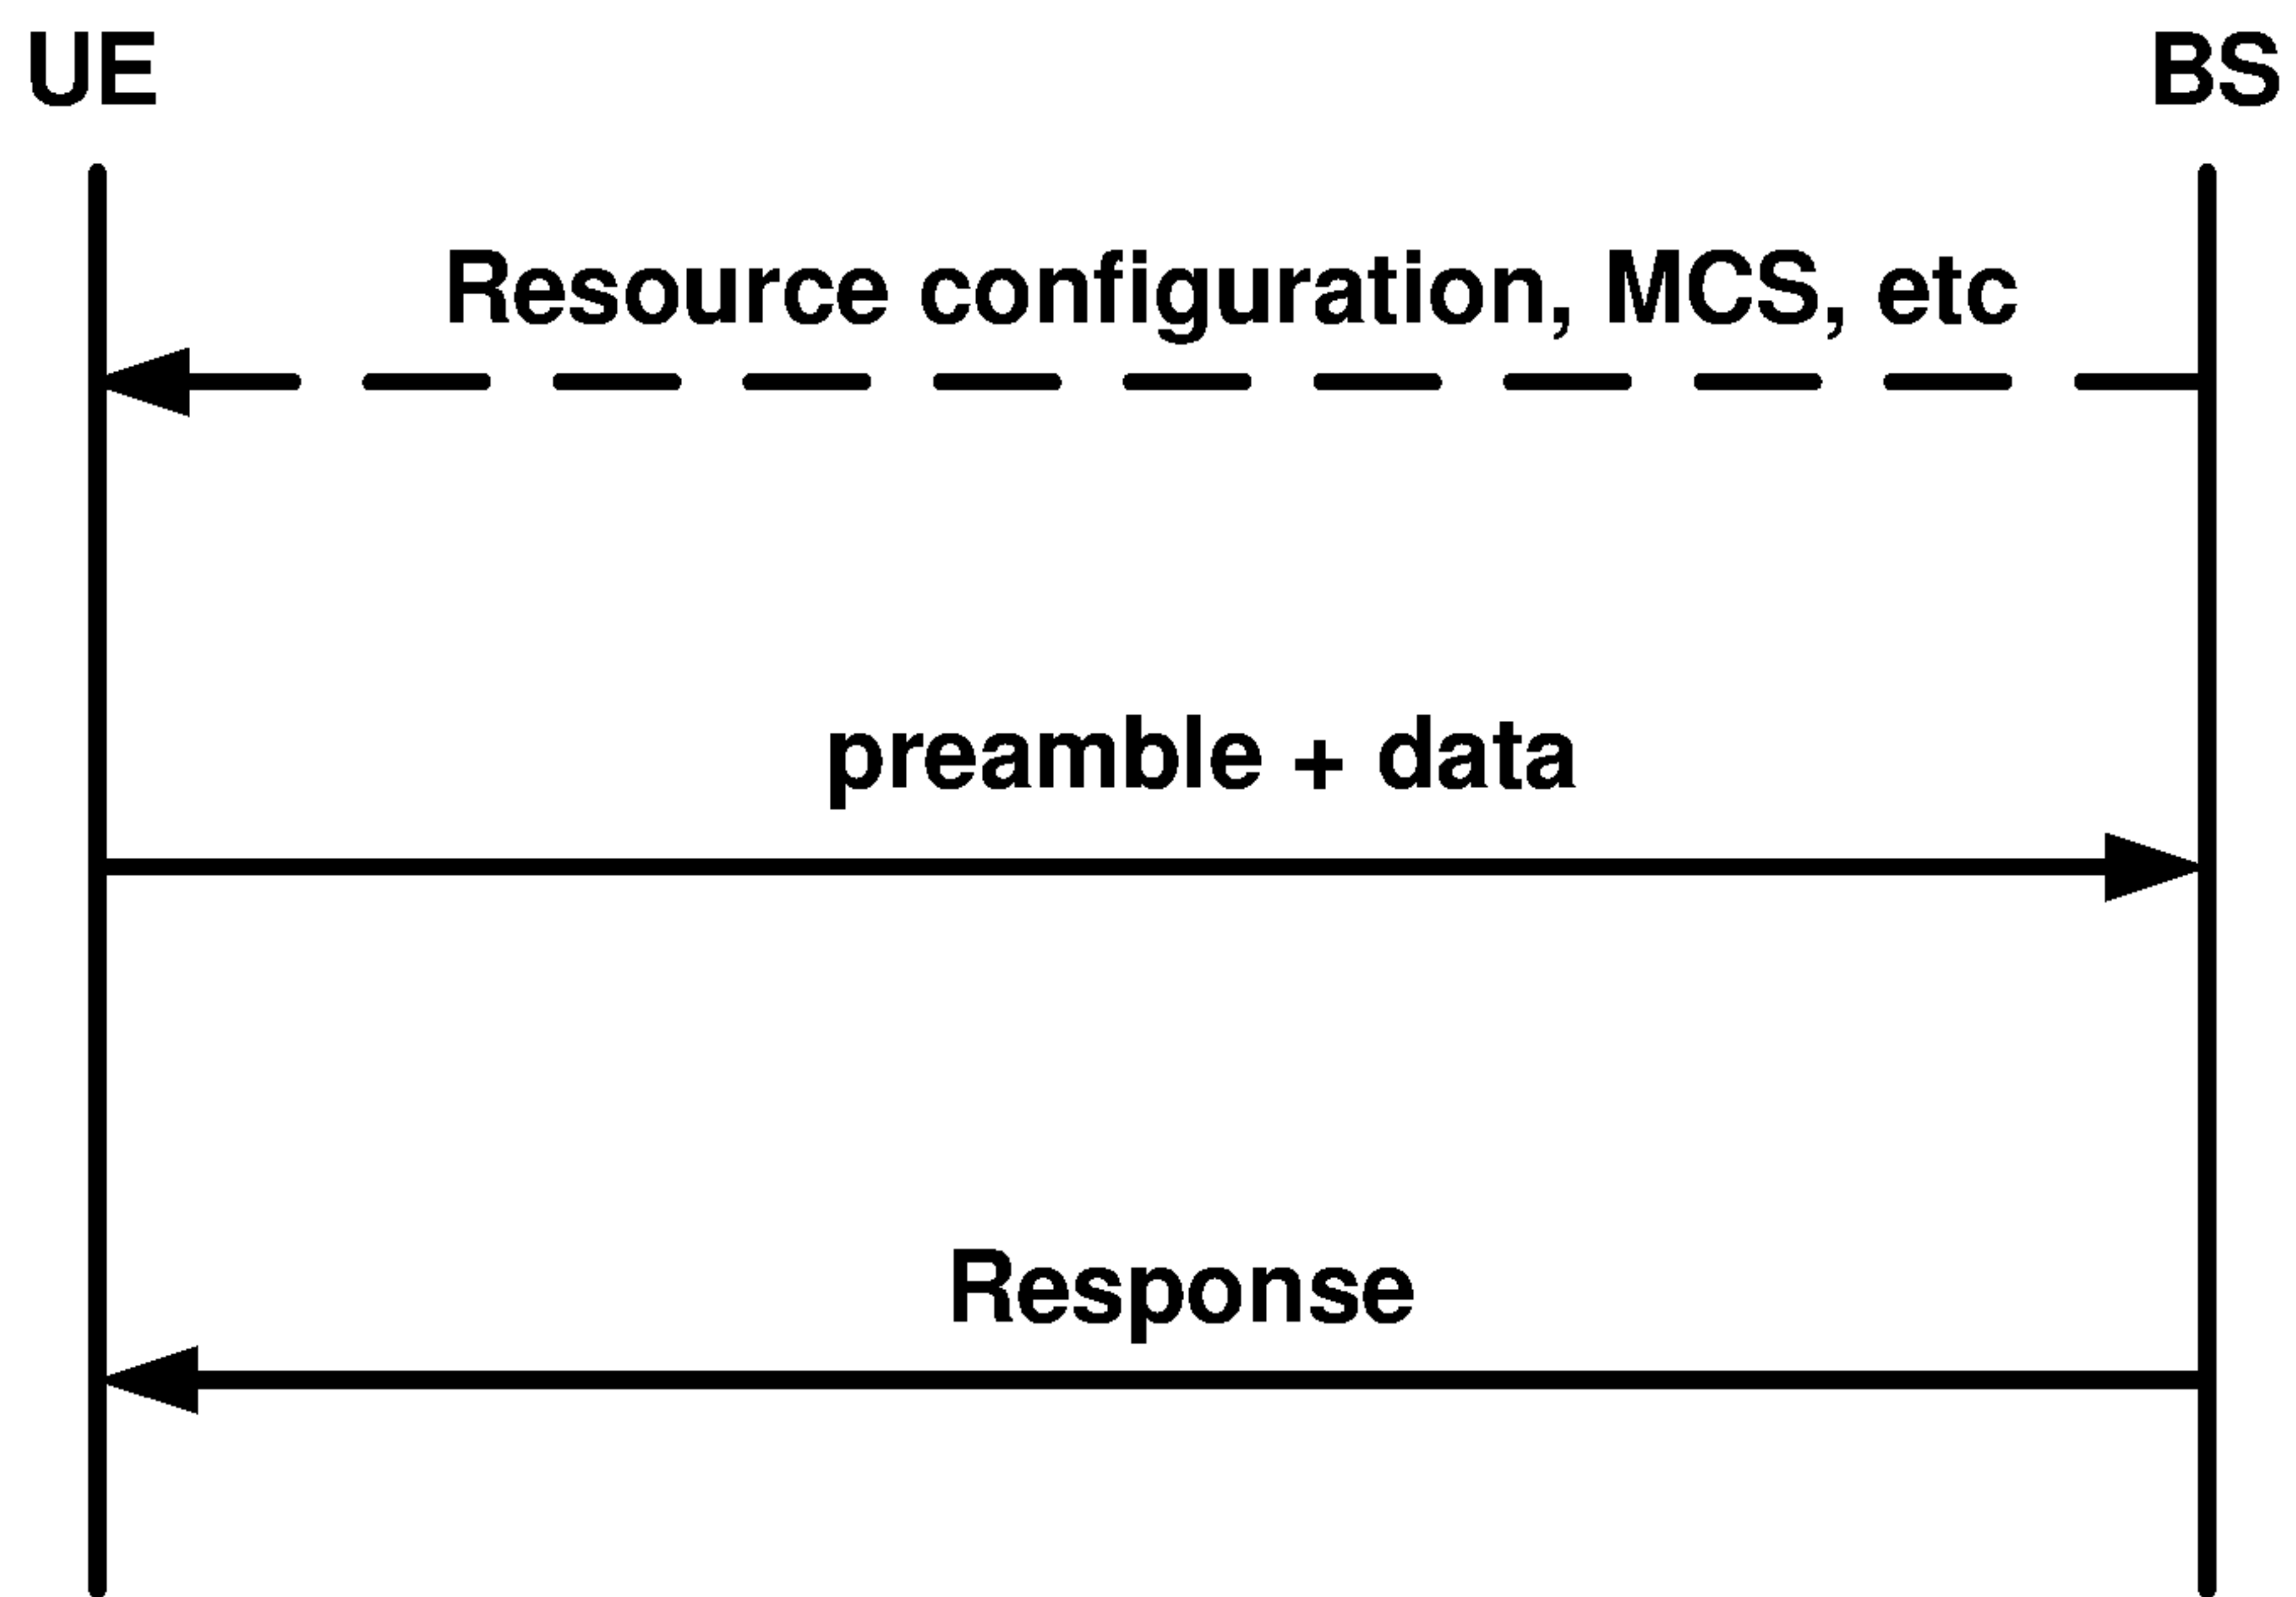 UE
BS
Resource configuration, MCS, etc
preamble + data
Response